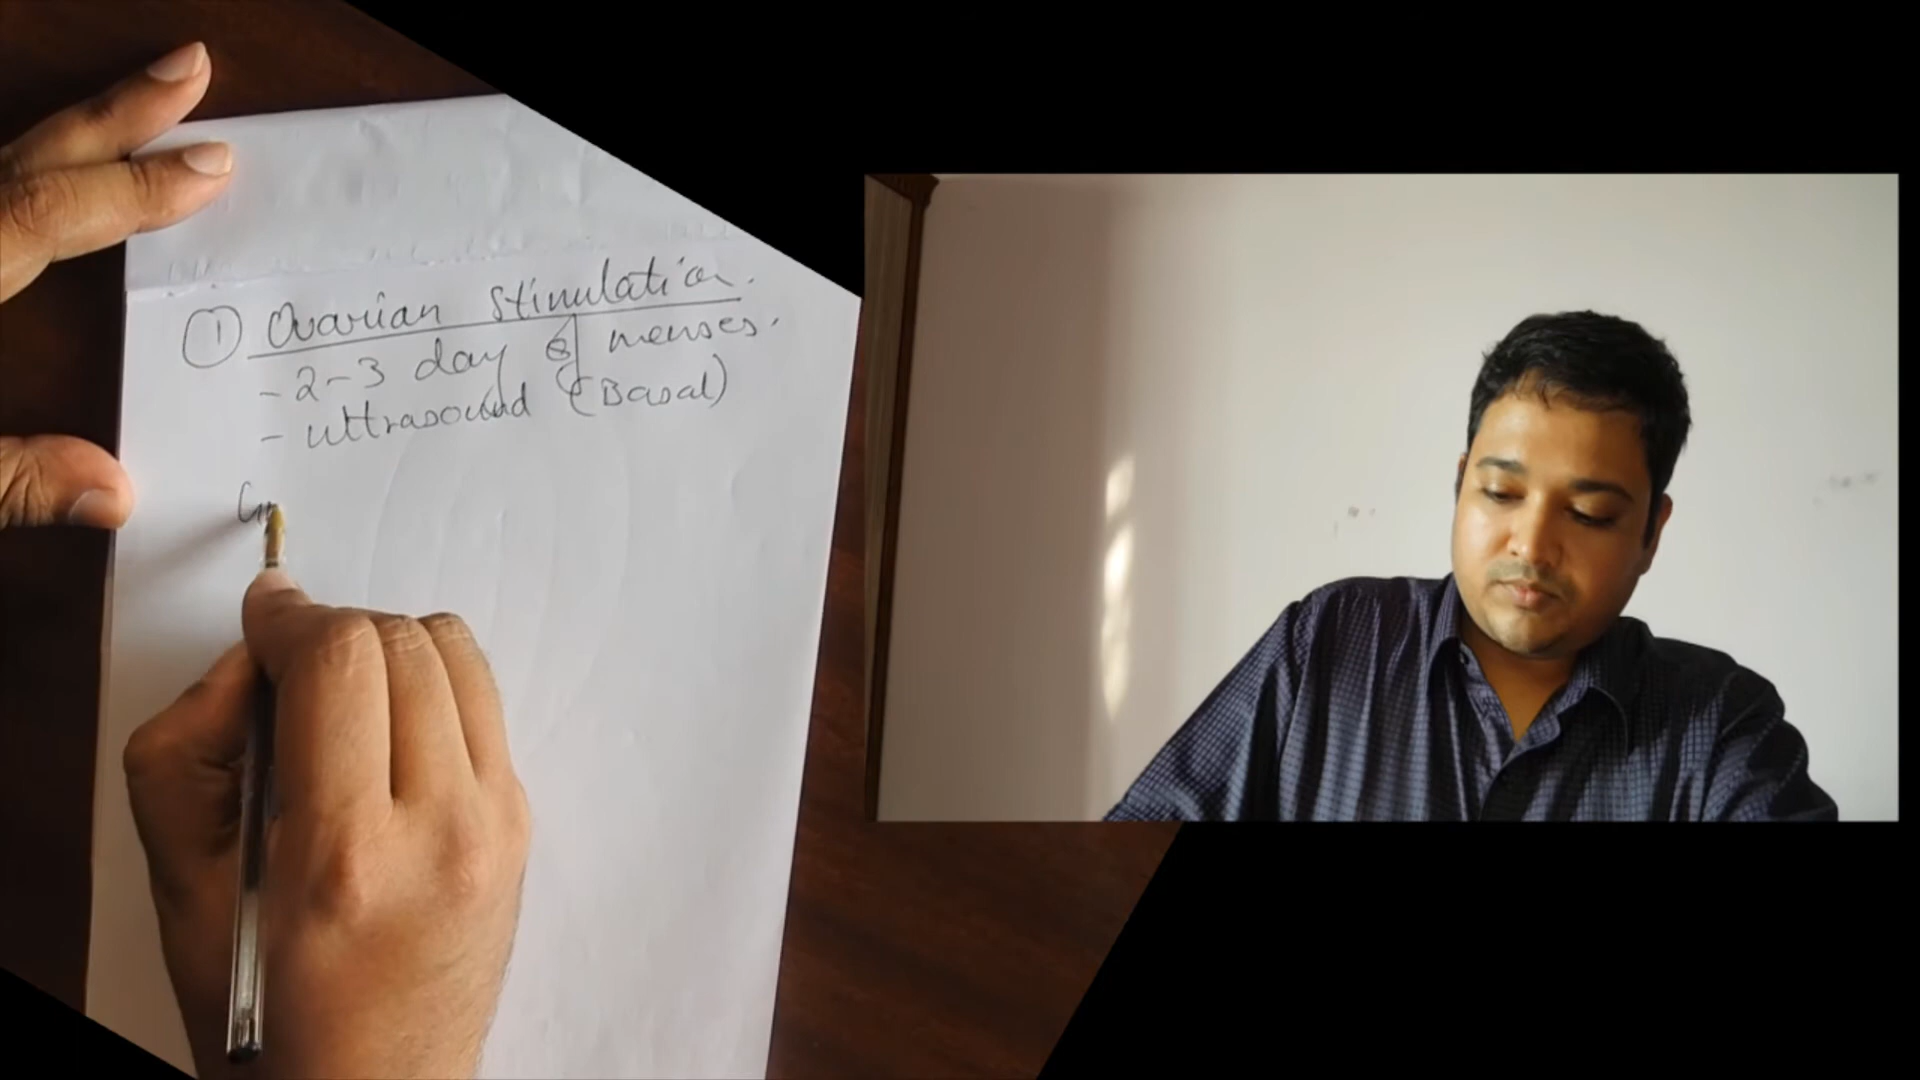 ① Ovarian Stimulation.
- 2-3 day of menses.
- ultrasound (Basal)